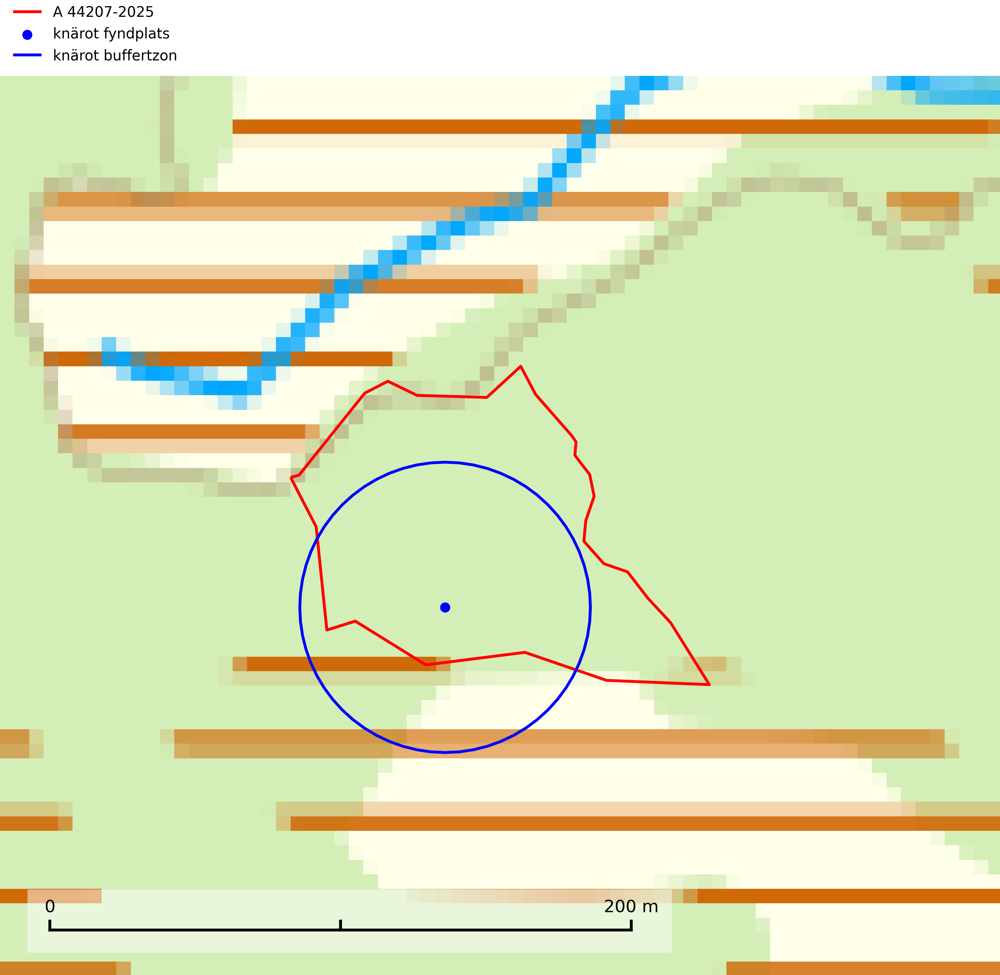 A 44207-2025
knärot fyndplats
knärot buffertzon
0
200 m